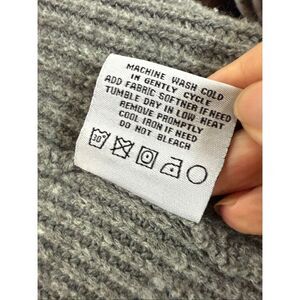 MACHINE WASH COLD
IN GENTLY CYCLE
ADD FABRIC SOFTNER IF NEED
TUMBLE DRY IN LOW HEAT
REMOVE PROMPTLY
COOL IRON IF NEED
DO NOT BLEACH
30°